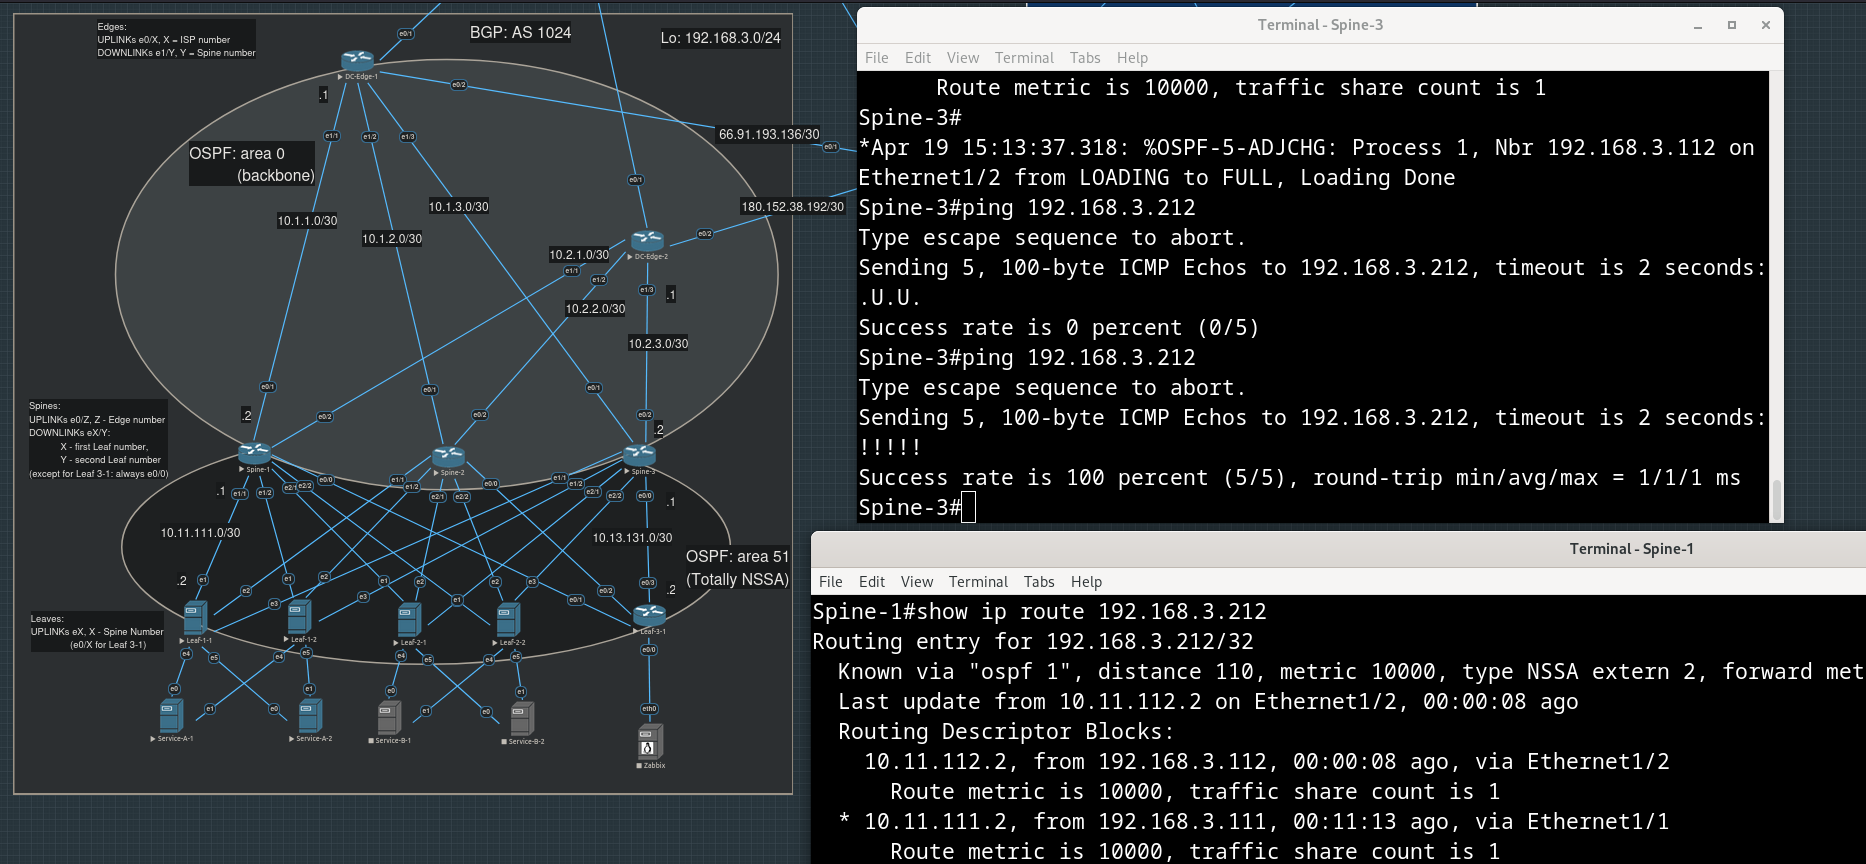 Edges:
UPLINKs e0/X, X = ISP number
DOWNLINKs e1/Y, Y = Spine number
e0/1
BGP: AS 1024
Lo: 192.168.3.0/24
DC-Edge-1
e0/2
.1
66.91.193.136/30
e1/1
e1/2
e1/3
e0/1
OSPF: area 0
(backbone)
e0/1
10.1.1.0/30
10.1.2.0/30
10.1.3.0/30
180.152.38.192/30
e0/2
10.2.1.0/30
DC-Edge-2
e1/1
e1/2
e1/3
.1
10.2.2.0/30
10.2.3.0/30
e0/1
e0/1
e0/1
.2
e0/2
e0/2
e0/2
.2
Spines:
UPLINKs e0/Z, Z - Edge number
DOWNLINKs eX/Y:
X - first Leaf number,
Y - second Leaf number
(except for Leaf 3-1: always e0/0)
Spine-1
Spine-2
Spine-3
.1
e1/1
e1/2
e2/1
e2/2
e0/0
e1/1
e1/2
e2/1
e2/2
e0/0
e1/1
e1/2
e2/1
e2/2
e0/0
.1
10.11.111.0/30
10.13.131.0/30
OSPF: area 51
(Totally NSSA)
.2
e1
e2
e3
e1
e2
e3
e1
e2
e1
e2
e3
e0/1
e0/2
e0/3
.2
Leaves:
UPLINKs eX, X - Spine Number
(e0/X for Leaf 3-1)
Leaf-1-1
Leaf-1-2
Leaf-2-1
Leaf-2-2
Leaf-3-1
e4
e5
e4
e5
e4
e5
e4
e5
e0/0
e0
e1
e0
e1
e0
e1
e0
e1
eth0
Service-A-1
Service-A-2
Service-B-1
Service-B-2
Zabbix
Terminal - Spine-3
File Edit View Terminal Tabs Help
Route metric is 10000, traffic share count is 1
Spine-3#
*Apr 19 15:13:37.318: %OSPF-5-ADJCHG: Process 1, Nbr 192.168.3.112 on
Ethernet1/2 from LOADING to FULL, Loading Done
Spine-3#ping 192.168.3.212
Type escape sequence to abort.
Sending 5, 100-byte ICMP Echos to 192.168.3.212, timeout is 2 seconds:
.U.U.
Success rate is 0 percent (0/5)
Spine-3#ping 192.168.3.212
Type escape sequence to abort.
Sending 5, 100-byte ICMP Echos to 192.168.3.212, timeout is 2 seconds:
!!!!!
Success rate is 100 percent (5/5), round-trip min/avg/max = 1/1/1 ms
Spine-3#
Terminal - Spine-1
File Edit View Terminal Tabs Help
Spine-1#show ip route 192.168.3.212
Routing entry for 192.168.3.212/32
Known via "ospf 1", distance 110, metric 10000, type NSSA extern 2, forward met
Last update from 10.11.112.2 on Ethernet1/2, 00:00:08 ago
Routing Descriptor Blocks:
10.11.112.2, from 192.168.3.112, 00:00:08 ago, via Ethernet1/2
Route metric is 10000, traffic share count is 1
* 10.11.111.2, from 192.168.3.111, 00:11:13 ago, via Ethernet1/1
Route metric is 10000, traffic share count is 1